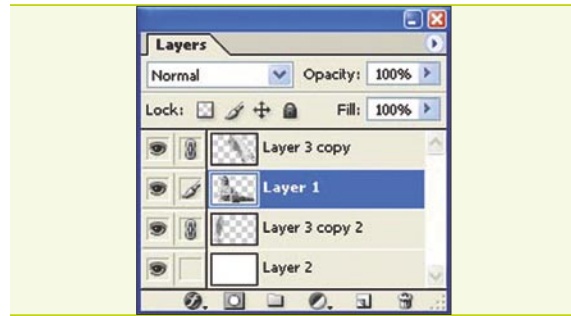 Layers
Normal Opacity: 100%
Lock: Fill: 100%
Layer 3 copy
Layer 1
Layer 3 copy 2
Layer 2